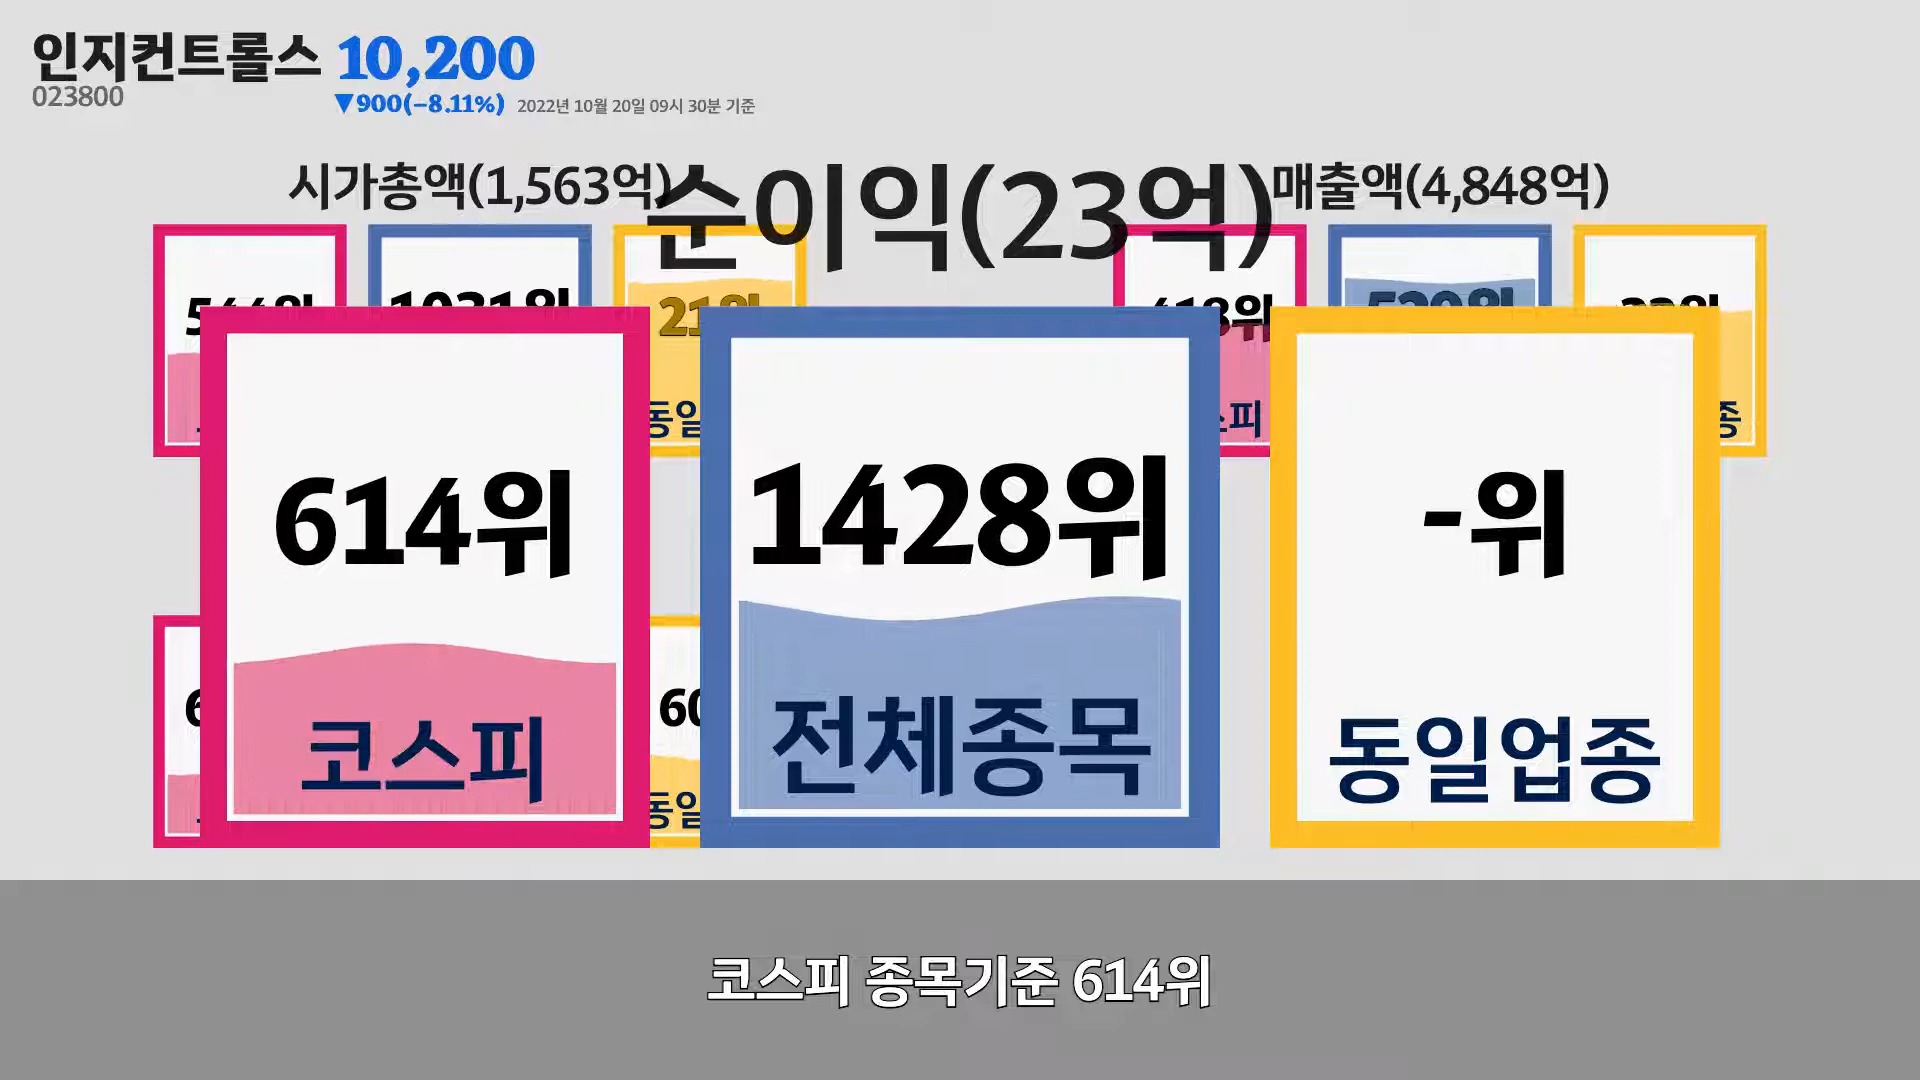 인지컨트롤스 10,200
023800
▼900(-8.11%) 2022년 10월 20일 09시 30분 기준
시가총액(1,563억)
순이익(23억)
매출액(4,848억)
614위
1428위
-위
코스피
전체종목
동일업종
코스피 종목기준 614위